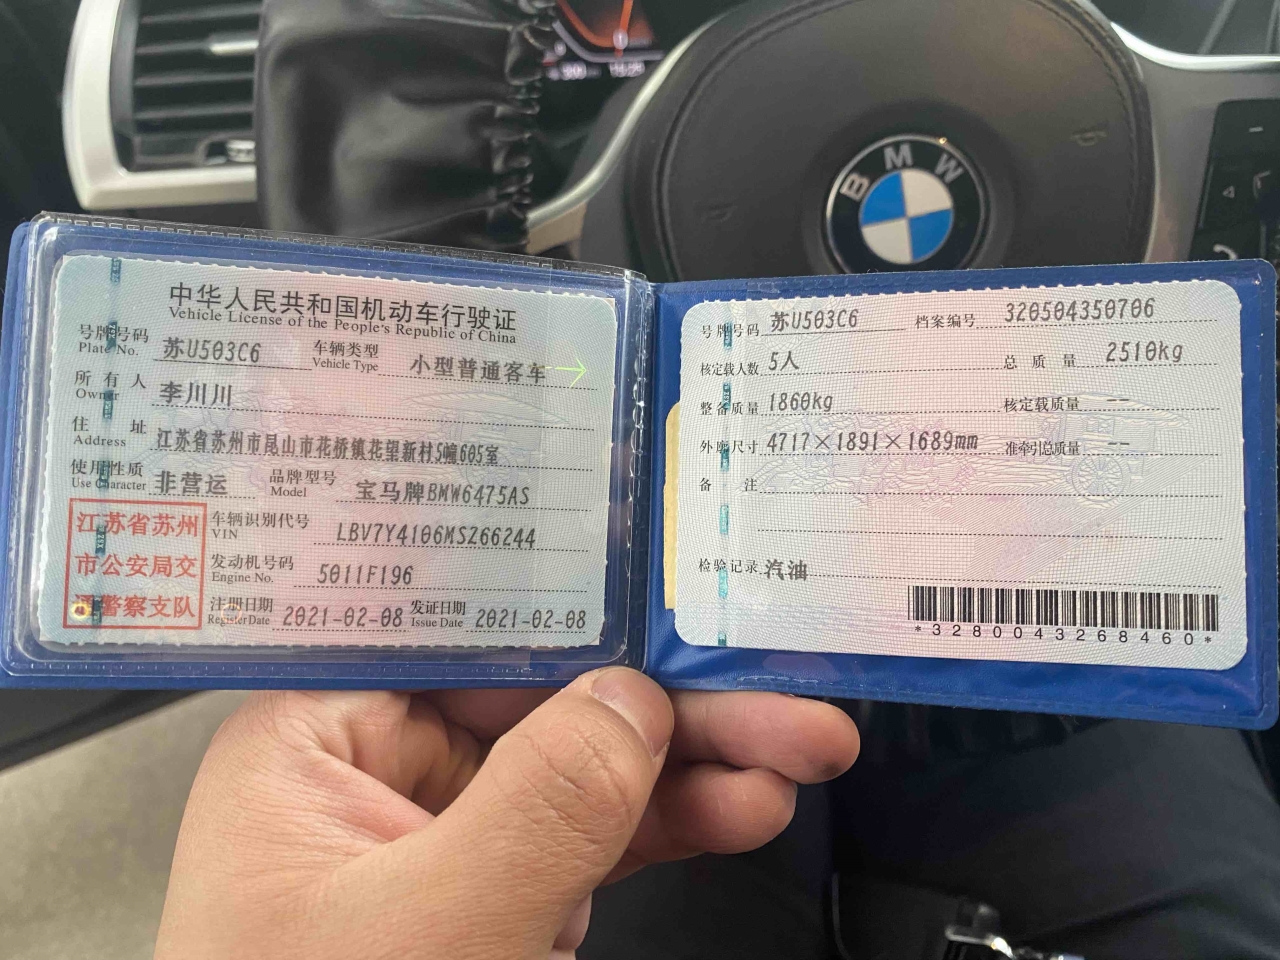 BMW
中华人民共和国机动车行驶证
Vehicle License of the People's Republic of China
号牌号码 苏U503C6 车辆类型 小型普通客车
Plate No. Vehicle Type
所有人 李川川
Owner
住址 江苏省苏州市昆山市花桥镇花望新村5幢605室
Address
使用性质 非营运 品牌型号 宝马牌BMW6475AS
Use Character Model
江苏省苏州
市公安局交
通警察支队
车辆识别代号 LBV7Y4106MSZ66244
VIN
发动机号码 5011F196
Engine No.
注册日期 2021-02-08 发证日期 2021-02-08
Register Date Issue Date
号牌号码 苏U503C6 档案编号 320504350706
核定载人数 5人 总质量 2510kg
整备质量 1860kg 核定载质量 --
外廓尺寸 4717×1891×1689mm 准牵引总质量 --
备注
检验记录 汽油
*3280043268460*